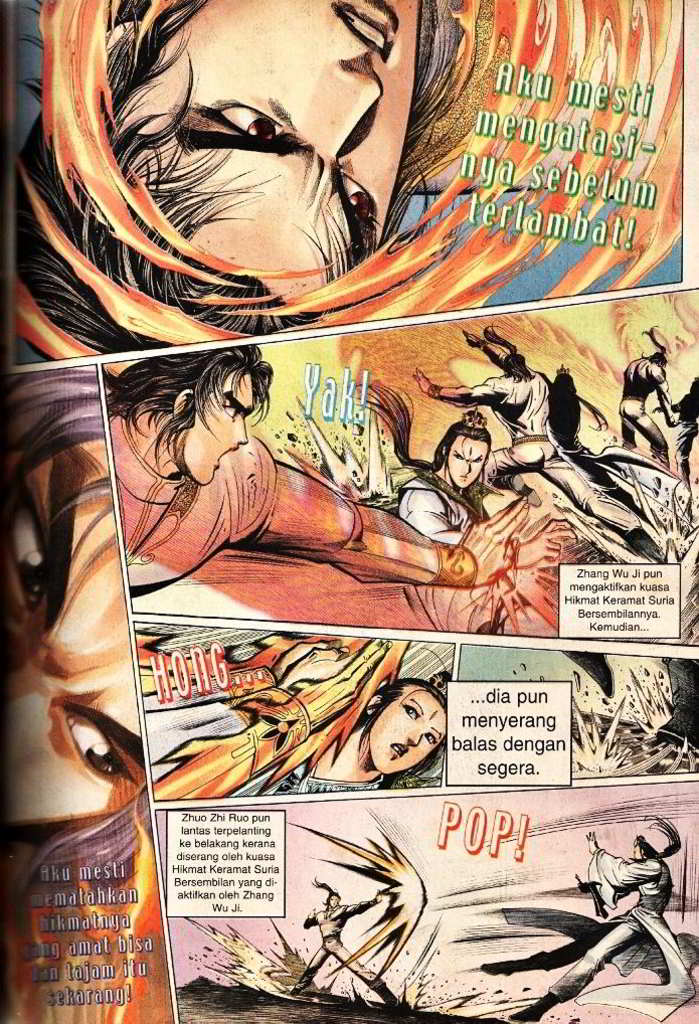 Aku mesti
mengatasi-
nya sebelum
terlambat!
Yak!
Zhang Wu Ji pun
mengaktifkan kuasa
Hikmat Keramat Suria
Bersembilannya.
Kemudian...
HONG...
...dia pun
menyerang
balas dengan
segera.
Aku mesti
mematahkan
hikmatnya
yang amat bisa
dan tajam itu
sekarang!
Zhuo Zhi Ruo pun
lantas terpelanting
ke belakang kerana
diserang oleh kuasa
Hikmat Keramat Suria
Bersembilan yang di-
aktifkan oleh Zhang
Wu Ji.
POP!